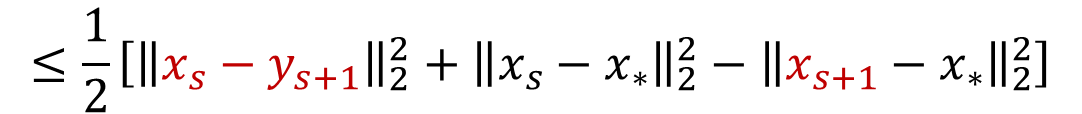 ≤ 1/2 [‖x_s − y_{s+1}‖_2^2 + ‖x_s − x_*‖_2^2 − ‖x_{s+1} − x_*‖_2^2]